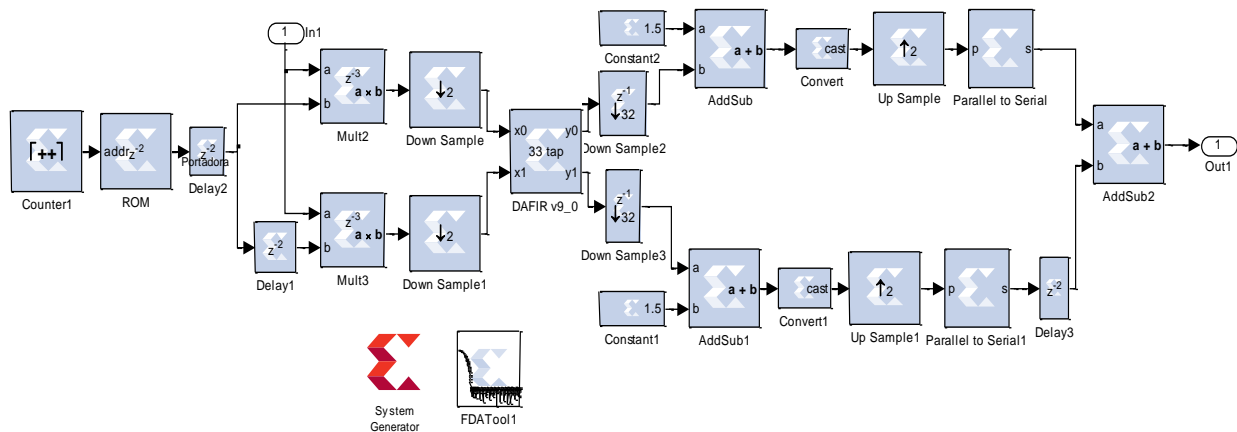 1
In1
a
z-3
a x b
b
Mult2
↓2
Down Sample
[++]
Counter1
addr
z-2
ROM
z-2
Portadora
Delay2
z-2
Delay1
a
z-3
a x b
b
Mult3
↓2
Down Sample1
x0
y0
33 tap
x1
y1
DAFIR v9_0
z-1
↓32
Down Sample2
z-1
↓32
Down Sample3
1.5
Constant2
a
a + b
b
AddSub
cast
Convert
↑2
Up Sample
p
s
Parallel to Serial
1.5
Constant1
a
a + b
b
AddSub1
cast
Convert1
↑2
Up Sample1
p
s
Parallel to Serial1
z-2
Delay3
a
a + b
b
AddSub2
1
Out1
System
Generator
FDATool1